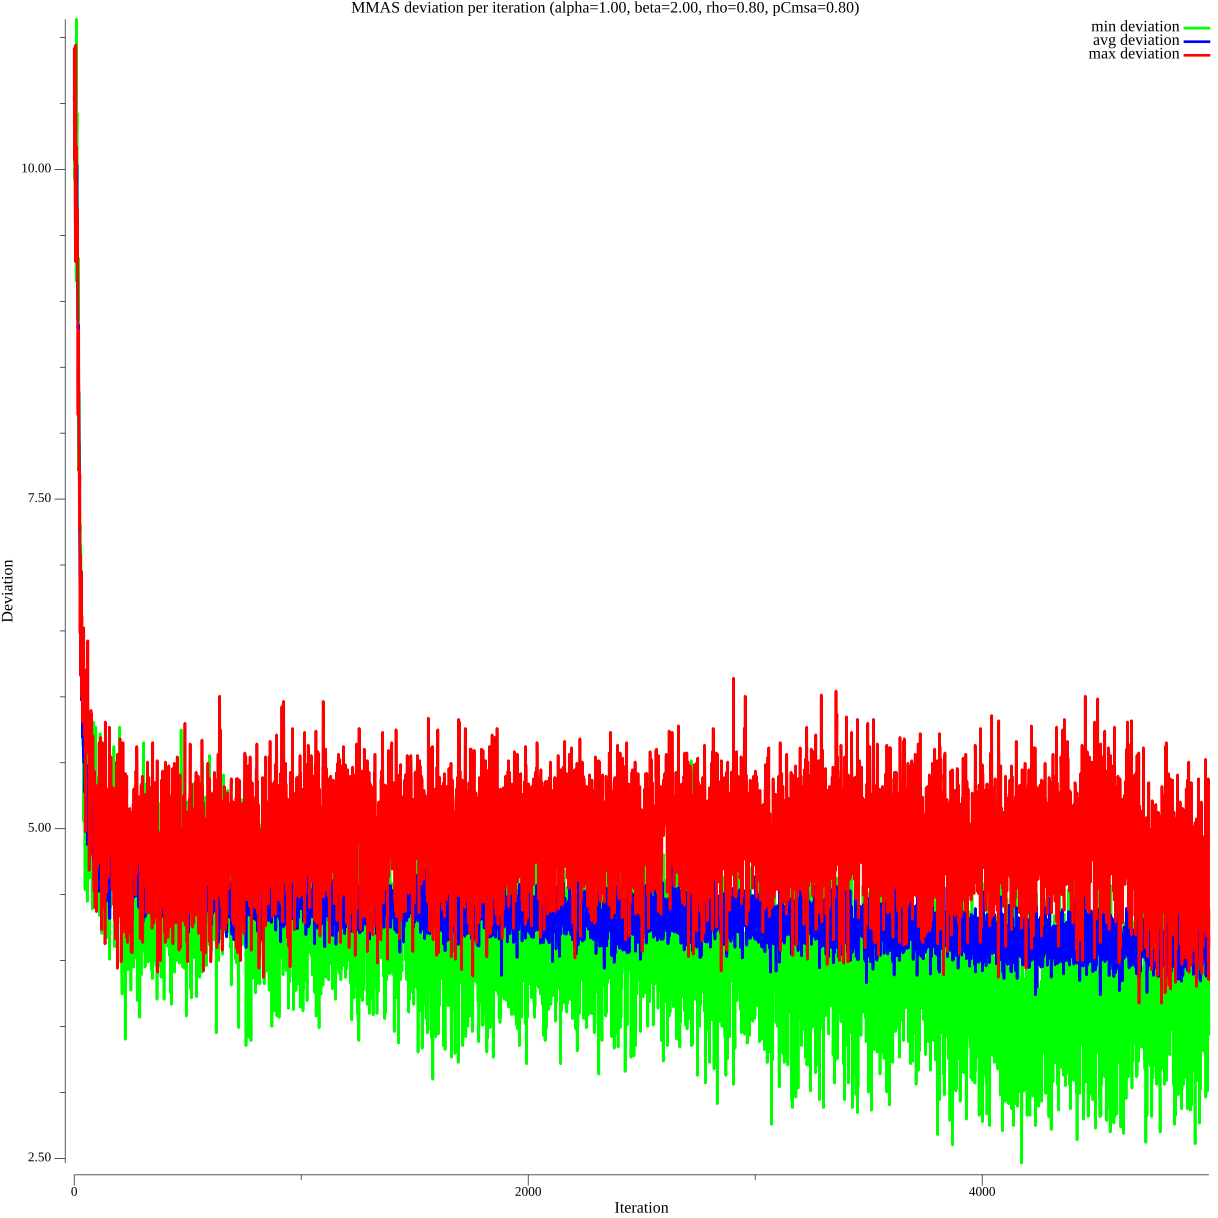 MMAS deviation per iteration (alpha=1.00, beta=2.00, rho=0.80, pCmsa=0.80)
min deviation
avg deviation
max deviation
10.00
7.50
5.00
2.50
Deviation
0
2000
4000
Iteration